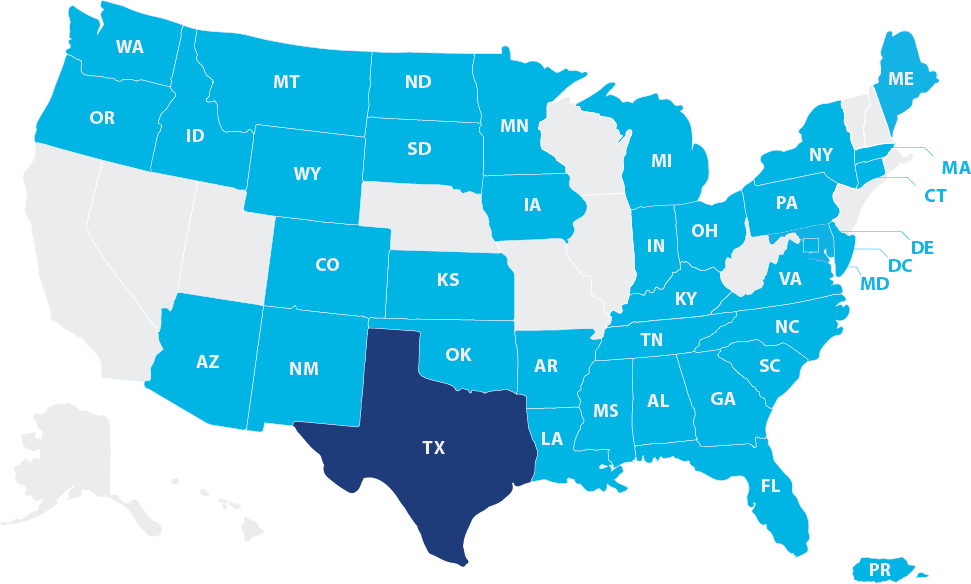 WA
MT
ND
MN
ME
OR
ID
SD
WY
MI
NY
MA
CT
IA
PA
IN
OH
DE
DC
MD
CO
KS
KY
VA
AZ
NM
OK
AR
TN
NC
SC
MS
AL
GA
LA
TX
FL
PR